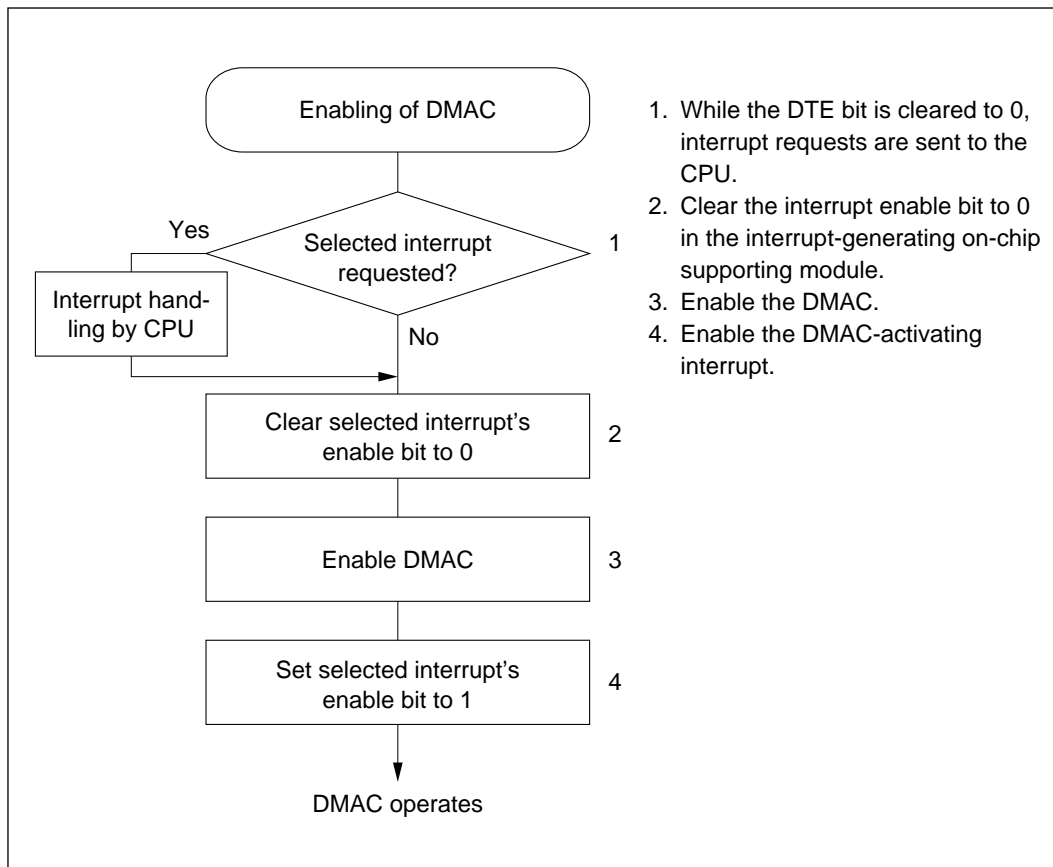 Enabling of DMAC
Yes
Selected interrupt
requested?
1
Interrupt hand-
ling by CPU
No
Clear selected interrupt's
enable bit to 0
2
Enable DMAC
3
Set selected interrupt's
enable bit to 1
4
DMAC operates
1. While the DTE bit is cleared to 0,
interrupt requests are sent to the
CPU.
2. Clear the interrupt enable bit to 0
in the interrupt-generating on-chip
supporting module.
3. Enable the DMAC.
4. Enable the DMAC-activating
interrupt.